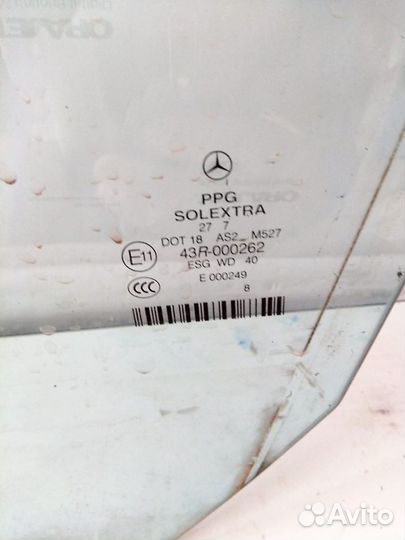 PPG
SOLEXTRA
27 7
DOT 18 AS2 M527
E11 43R-000262
ESG WD 40
E 000249
CCC 8
Avito